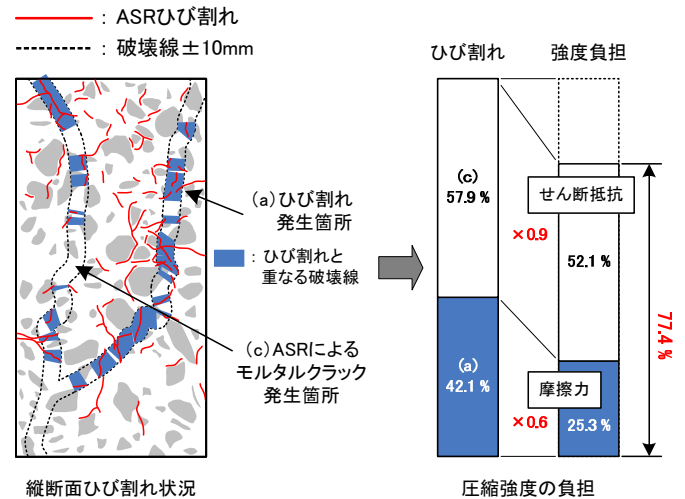 : ASRひび割れ
: 破壊線±10mm
(a)ひび割れ
発生箇所
: ひび割れと
重なる破壊線
(c)ASRによる
モルタルクラック
発生箇所
縦断面ひび割れ状況
ひび割れ
強度負担
(c)
57.9 %
×0.9
せん断抵抗
52.1 %
77.4 %
(a)
42.1 %
×0.6
摩擦力
25.3 %
圧縮強度の負担